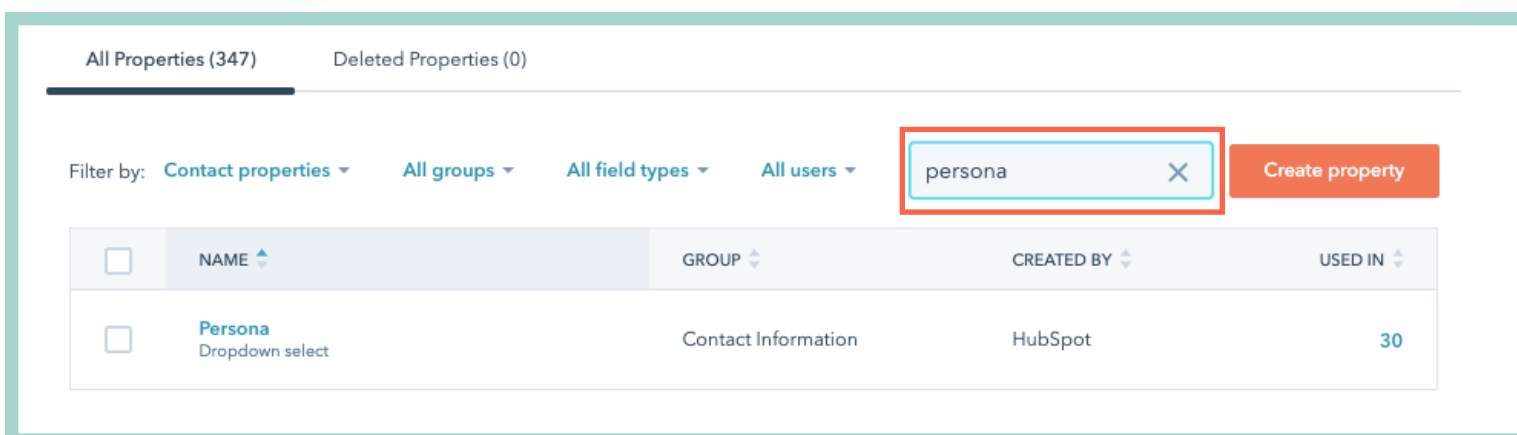 All Properties (347) Deleted Properties (0)
Filter by: Contact properties All groups All field types All users persona Create property
NAME GROUP CREATED BY USED IN
Persona
Dropdown select
Contact Information HubSpot 30